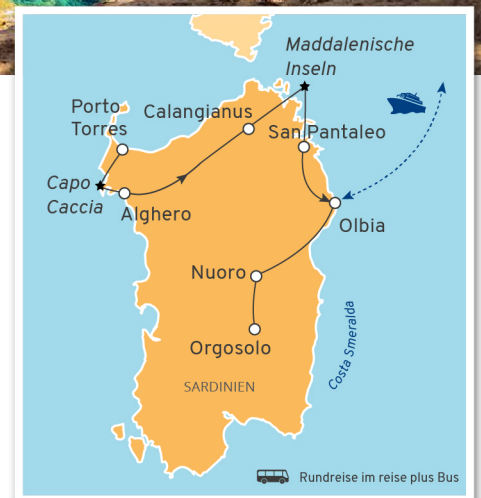 Maddalenische
Inseln
Porto
Torres
Calangianus
San Pantaleo
Capo
Caccia
Alghero
Olbia
Nuoro
Orgosolo
Costa Smeralda
SARDINIEN
Rundreise im reise plus Bus